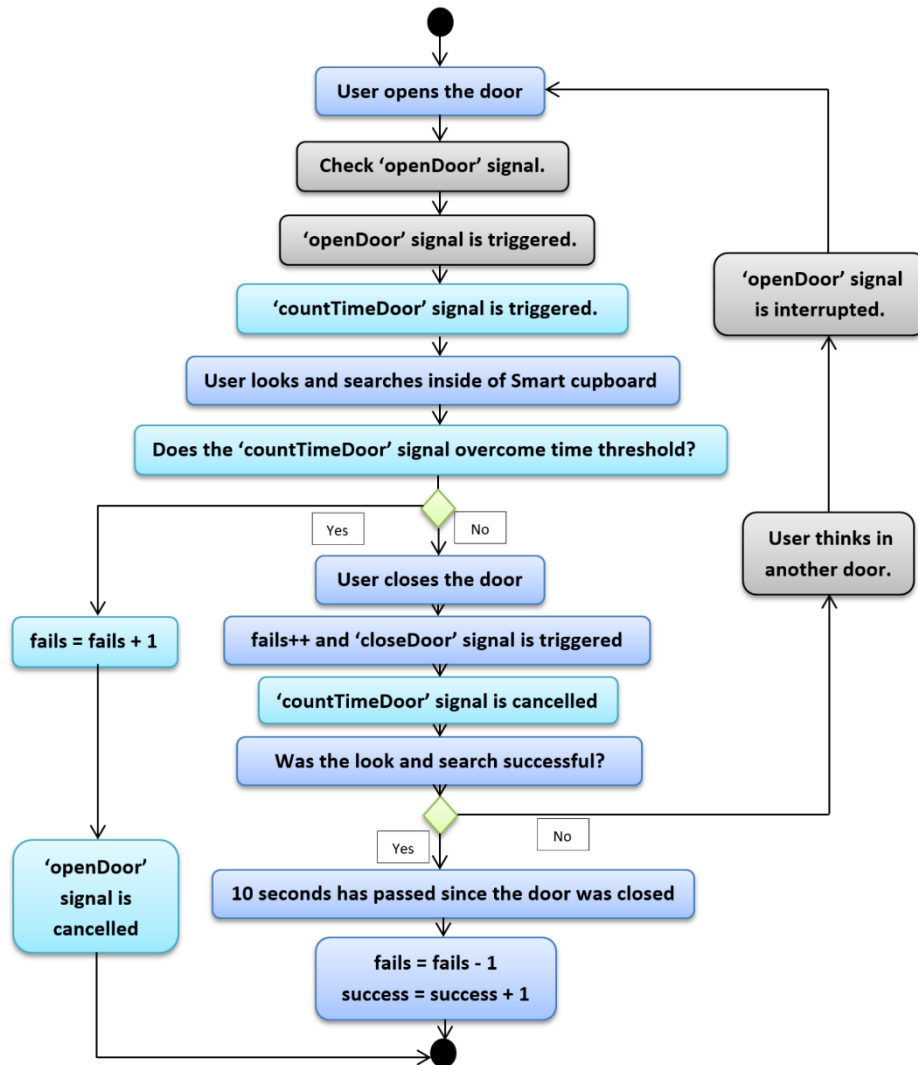 User opens the door
Check ‘openDoor’ signal.
‘openDoor’ signal is triggered.
‘openDoor’ signal
is interrupted.
‘countTimeDoor’ signal is triggered.
User looks and searches inside of Smart cupboard
Does the ‘countTimeDoor’ signal overcome time threshold?
Yes
No
User thinks in
another door.
User closes the door
fails = fails + 1
fails++ and ‘closeDoor’ signal is triggered
‘countTimeDoor’ signal is cancelled
Was the look and search successful?
Yes
No
‘openDoor’
signal is
cancelled
10 seconds has passed since the door was closed
fails = fails - 1
success = success + 1